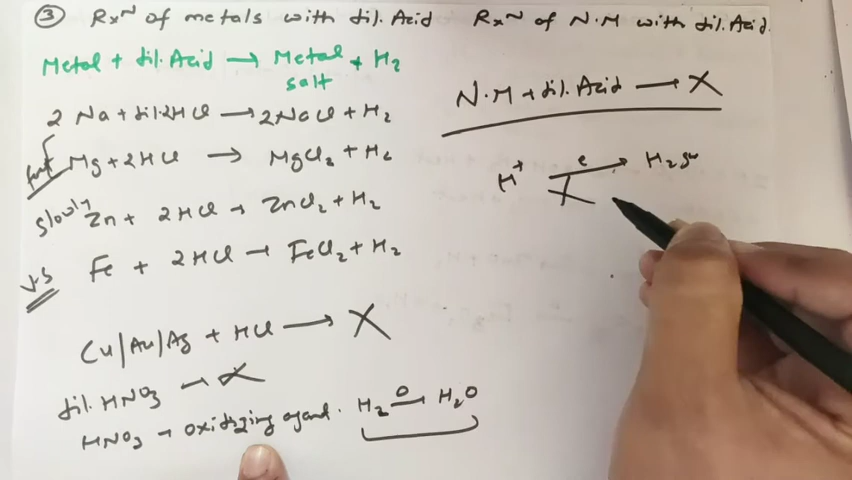 ③ Rxᴺ of metals with dil. Acid
Metal + dil. Acid → Metal salt + H₂
2 Na + dil. 2HCl → 2NaCl + H₂
fast Mg + 2HCl → MgCl₂ + H₂
slowly Zn + 2HCl → ZnCl₂ + H₂
v.s Fe + 2HCl → FeCl₂ + H₂
Cu/Au/Ag + HCl → X
dil. HNO₃ → X
HNO₃ → oxidizing agent. H₂ O→ H₂O
Rxᴺ of N.M with dil. Acid.
N.M + dil. Acid → X
H⁺ e→ H₂ gas